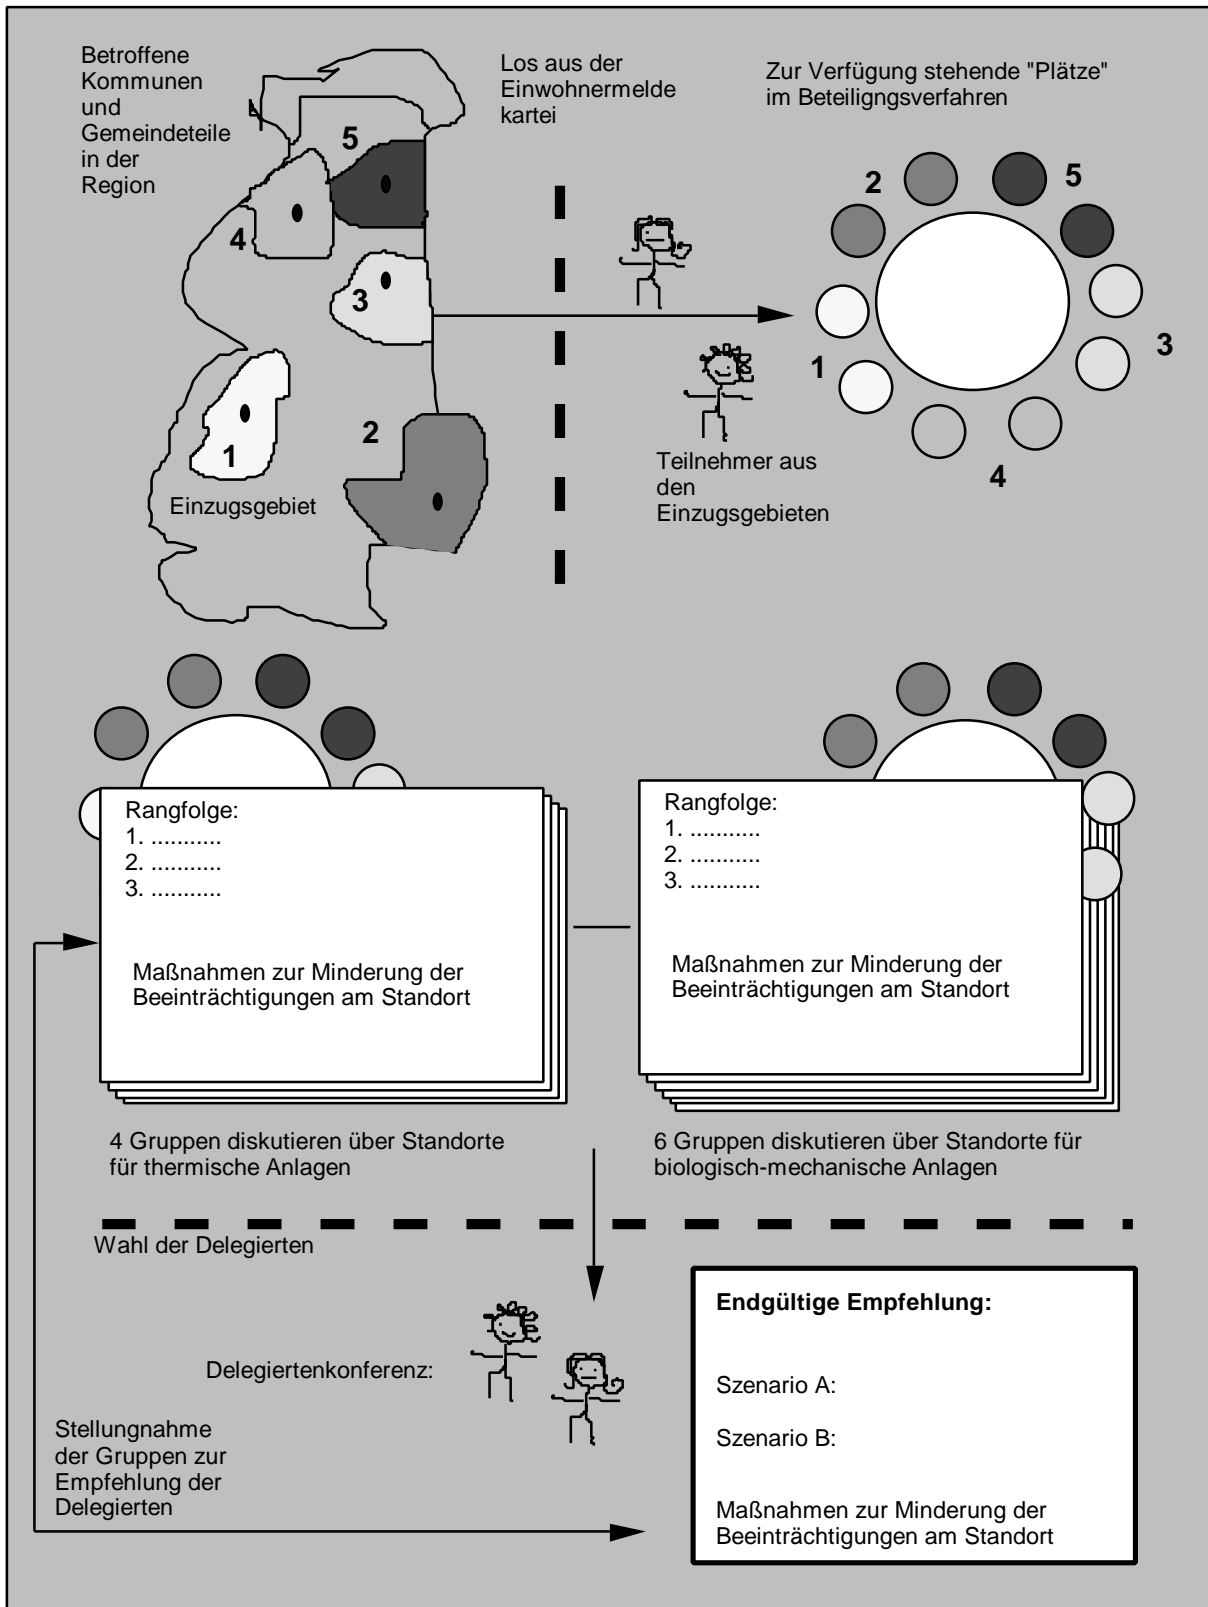 Betroffene
Kommunen
und
Gemeindeteile
in der
Region
Los aus der
Einwohnermelde
kartei
Zur Verfügung stehende "Plätze"
im Beteiligngsverfahren
5
4
3
1
2
Einzugsgebiet
Teilnehmer aus
den
Einzugsgebieten
2
5
1
3
4
Rangfolge:
1. ...........
2. ...........
3. ...........
Maßnahmen zur Minderung der
Beeinträchtigungen am Standort
Rangfolge:
1. ...........
2. ...........
3. ...........
Maßnahmen zur Minderung der
Beeinträchtigungen am Standort
4 Gruppen diskutieren über Standorte
für thermische Anlagen
6 Gruppen diskutieren über Standorte für
biologisch-mechanische Anlagen
Wahl der Delegierten
Delegiertenkonferenz:
Stellungnahme
der Gruppen zur
Empfehlung der
Delegierten
Endgültige Empfehlung:
Szenario A:
Szenario B:
Maßnahmen zur Minderung der
Beeinträchtigungen am Standort